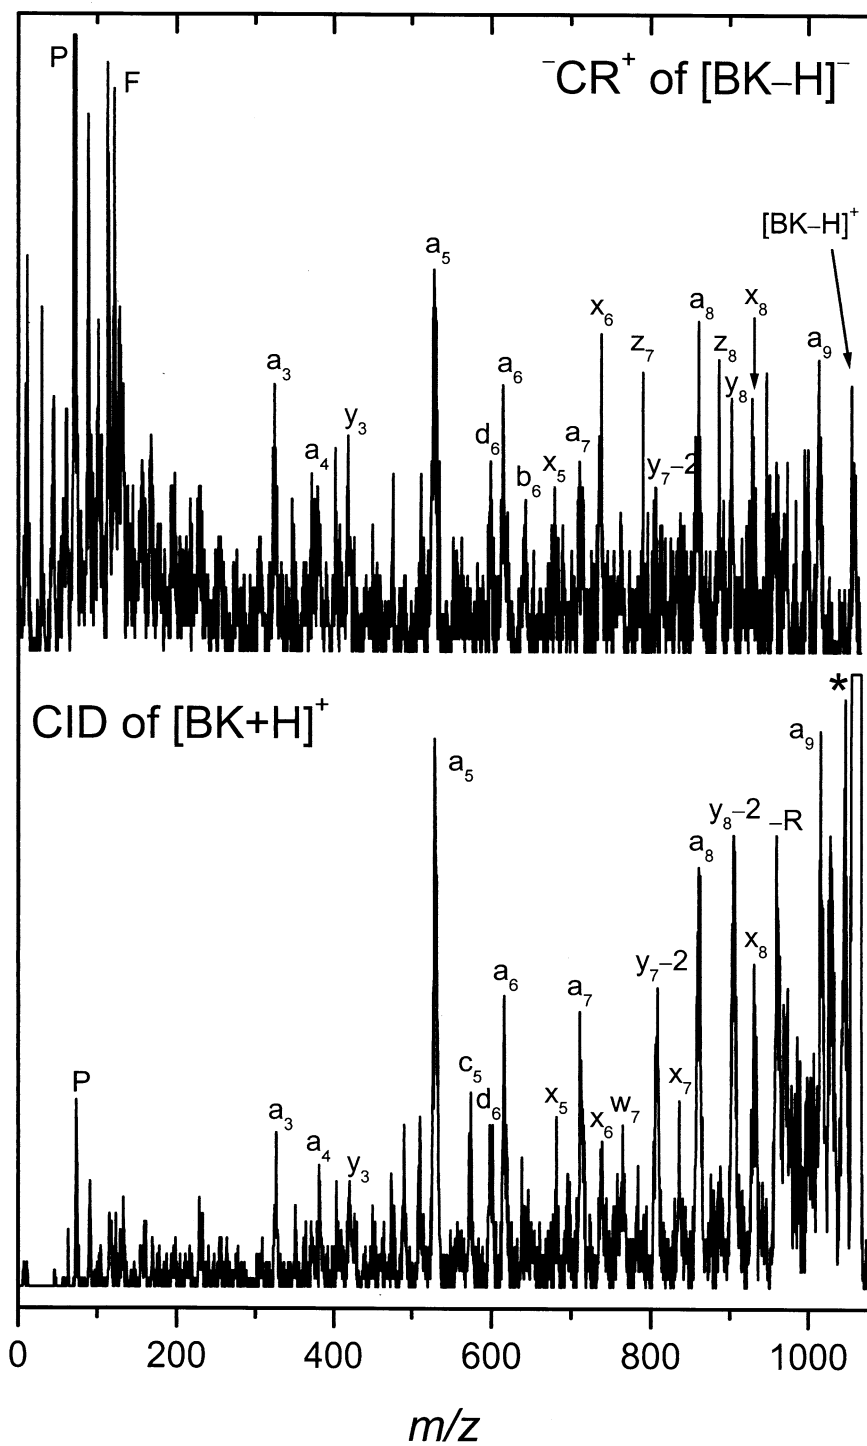 ⁻CR⁺ of [BK–H]⁻
P
F
[BK–H]⁺
a₅
x₆
a₈
x₈
z₇
z₈
a₉
a₃
a₆
y₈
y₃
a₄
d₆
a₇
x₅
b₆
y₇–2
*
CID of [BK+H]⁺
a₉
a₅
y₈–2
–R
a₈
x₈
y₇–2
a₆
a₇
P
c₅
x₇
d₆
x₅
w₇
x₆
a₃
a₄
y₃
0 200 400 600 800 1000
m/z